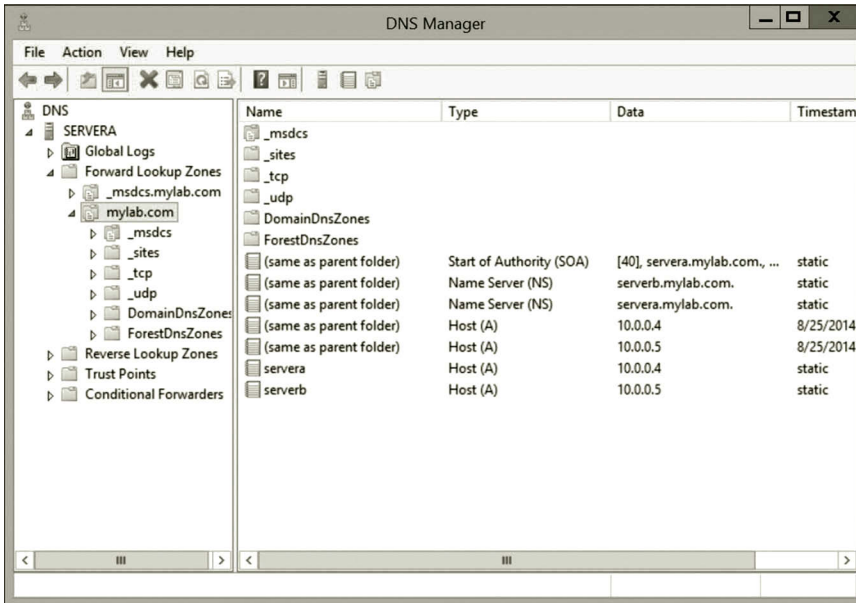 DNS Manager
File Action View Help
DNS
SERVERA
Global Logs
Forward Lookup Zones
_msdcs.mylab.com
mylab.com
_msdcs
_sites
_tcp
_udp
DomainDnsZones
ForestDnsZones
Reverse Lookup Zones
Trust Points
Conditional Forwarders
Name Type Data Timestam
_msdcs
_sites
_tcp
_udp
DomainDnsZones
ForestDnsZones
(same as parent folder) Start of Authority (SOA) [40], servera.mylab.com., ... static
(same as parent folder) Name Server (NS) serverb.mylab.com. static
(same as parent folder) Name Server (NS) servera.mylab.com. static
(same as parent folder) Host (A) 10.0.0.4 8/25/2014
(same as parent folder) Host (A) 10.0.0.5 8/25/2014
servera Host (A) 10.0.0.4 static
serverb Host (A) 10.0.0.5 static